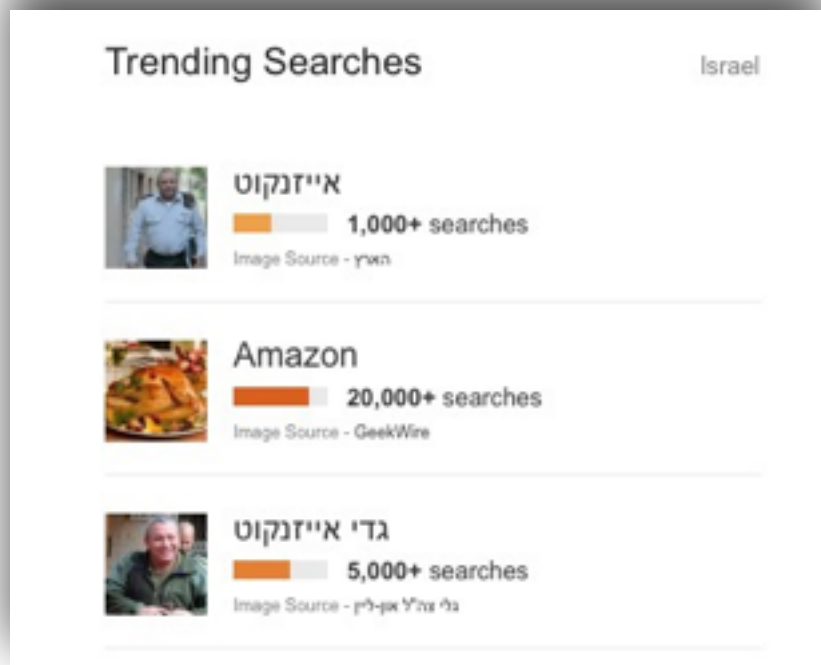 Trending Searches
Israel
אייזנקוט
1,000+ searches
Image Source - הארץ
Amazon
20,000+ searches
Image Source - GeekWire
גדי אייזנקוט
5,000+ searches
Image Source - גלי צה"ל און-ליין